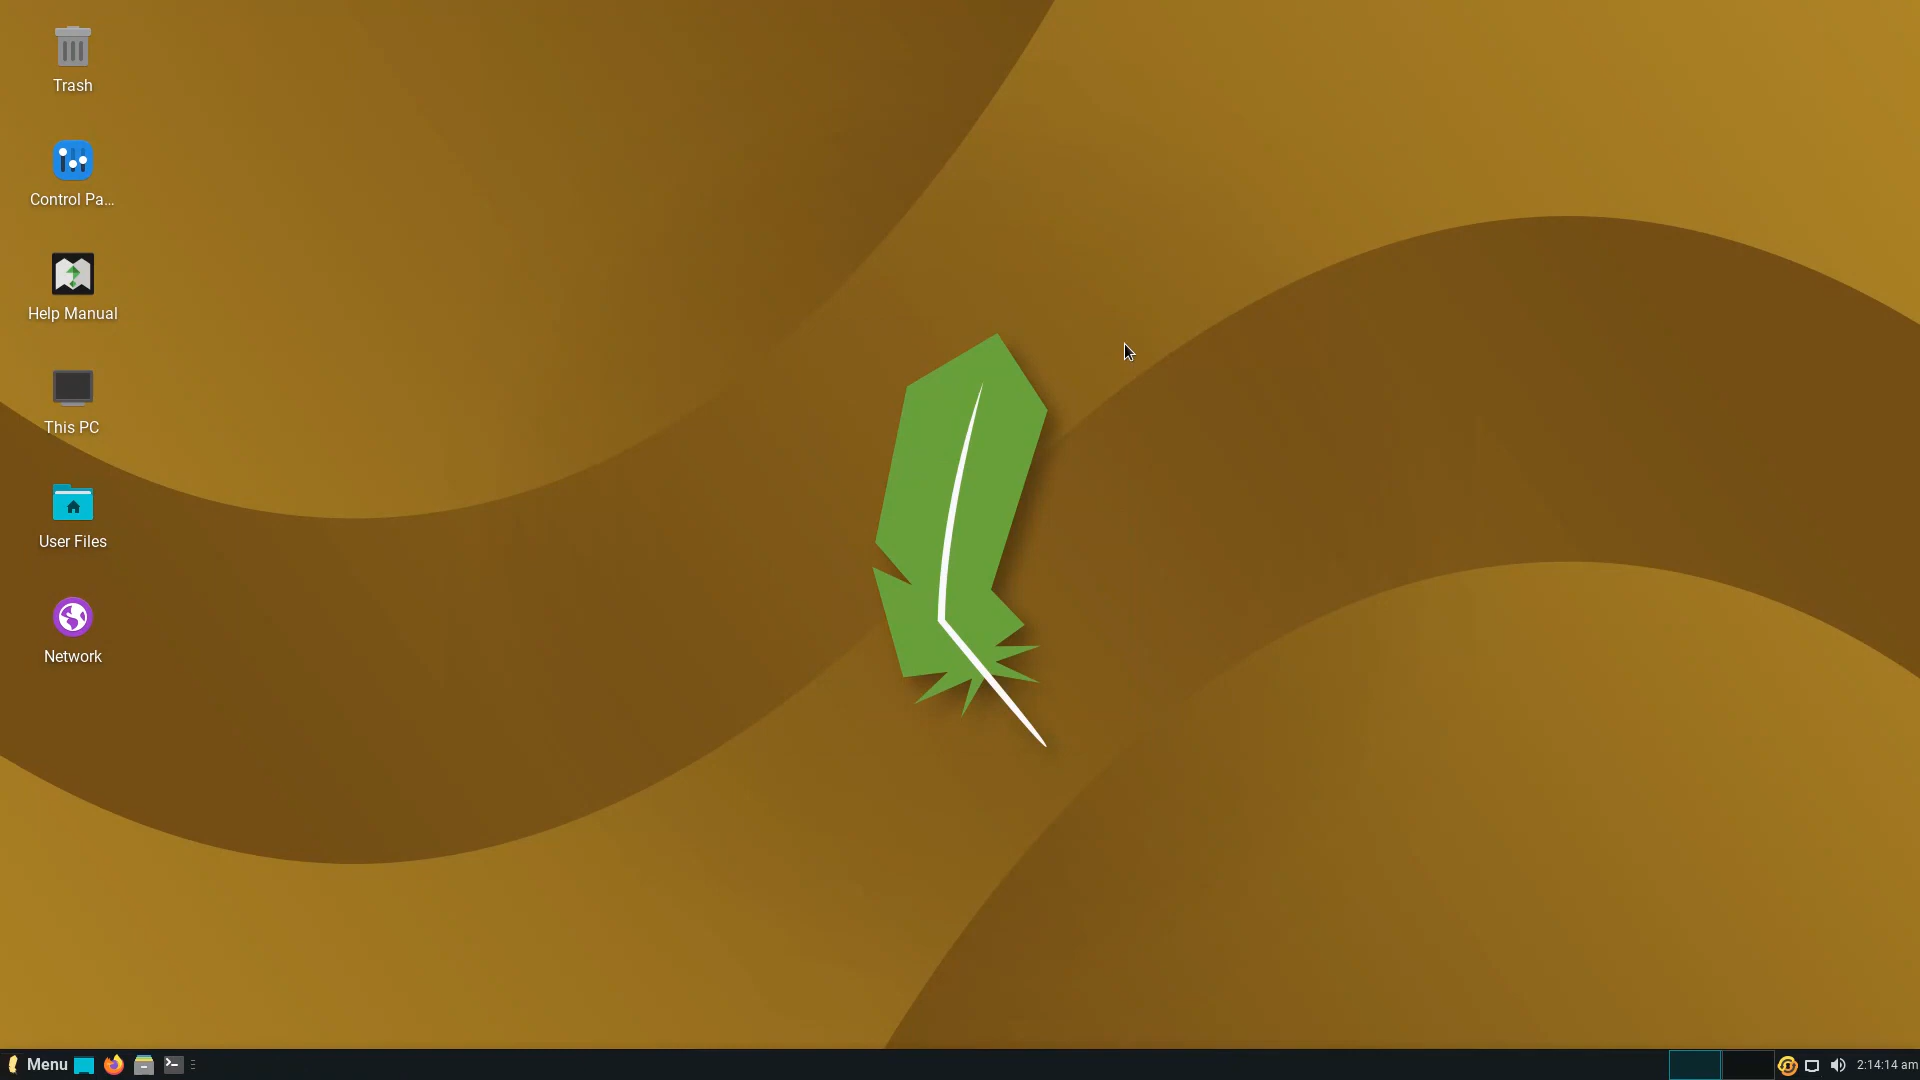 Trash
Control Pa...
Help Manual
This PC
User Files
Network
Menu
2:14:14 am